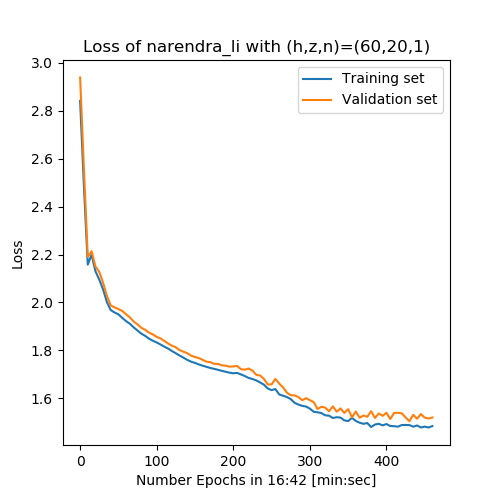 Loss of narendra_li with (h,z,n)=(60,20,1)
Training set
Validation set
3.0
2.8
2.6
2.4
2.2
2.0
1.8
1.6
Loss
0 100 200 300 400
Number Epochs in 16:42 [min:sec]